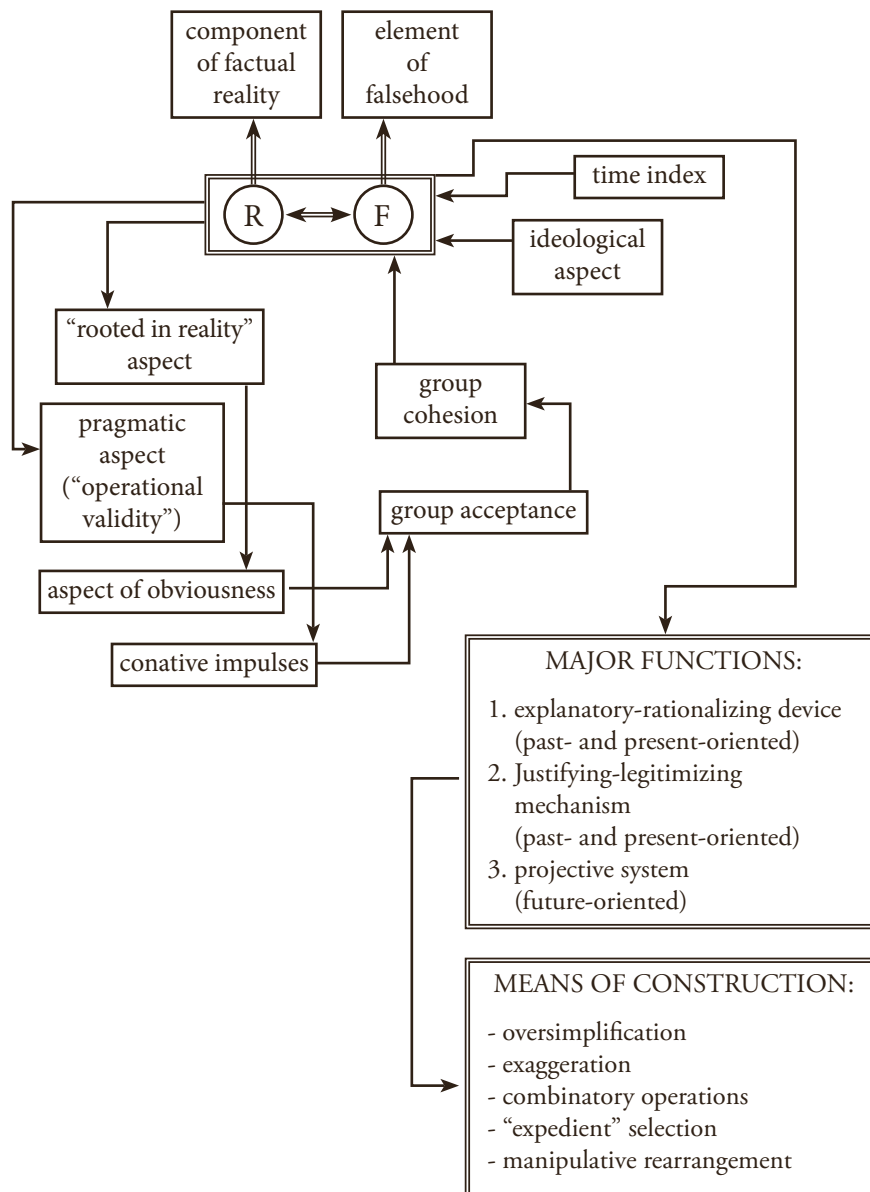 component
of factual
reality
element
of
falsehood
R
F
time index
ideological
aspect
“rooted in reality”
aspect
group
cohesion
pragmatic
aspect
(“operational
validity”)
group acceptance
aspect of obviousness
conative impulses
MAJOR FUNCTIONS:
1. explanatory-rationalizing device
(past- and present-oriented)
2. Justifying-legitimizing
mechanism
(past- and present-oriented)
3. projective system
(future-oriented)
MEANS OF CONSTRUCTION:
- oversimplification
- exaggeration
- combinatory operations
- “expedient” selection
- manipulative rearrangement